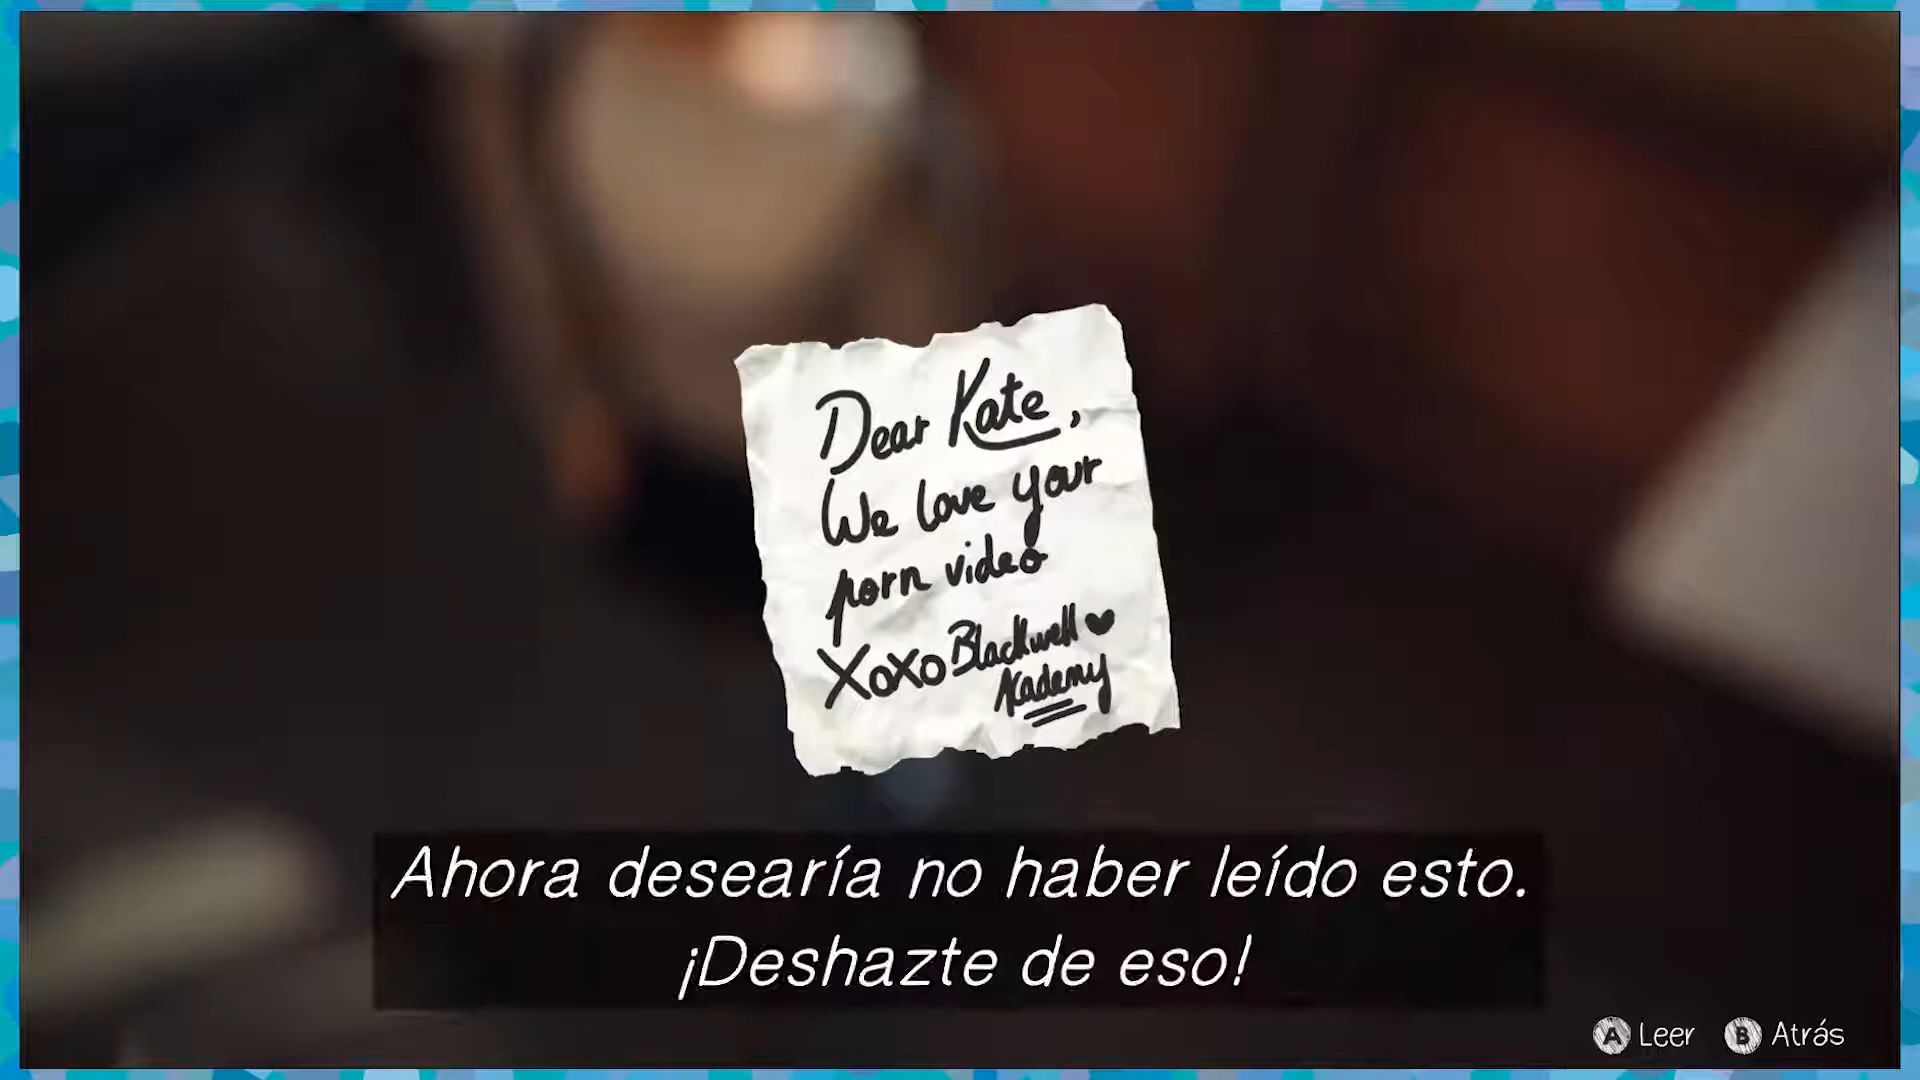 Dear Kate,
We love your
porn video
XoXo Blackwell
Academy
Ahora desearía no haber leído esto.
¡Deshazte de eso!
A Leer B Atrás